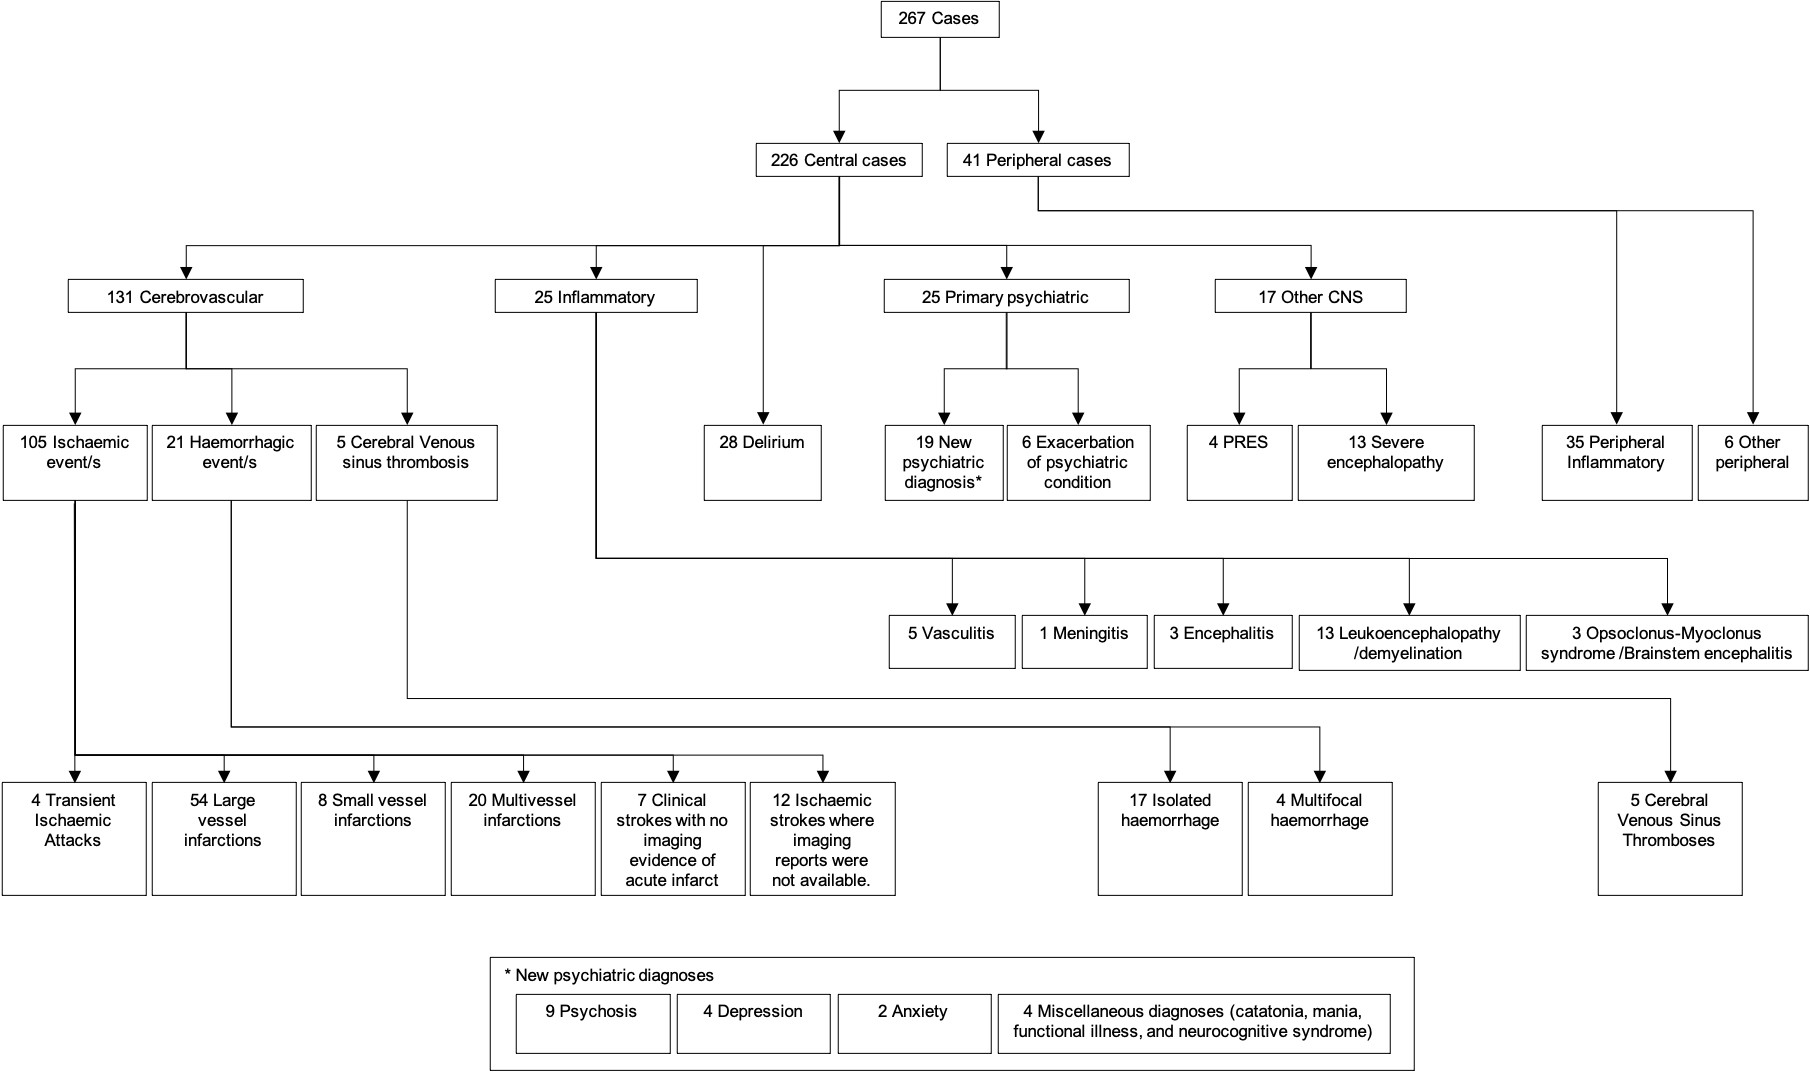 267 Cases
226 Central cases
41 Peripheral cases
131 Cerebrovascular
25 Inflammatory
25 Primary psychiatric
17 Other CNS
105 Ischaemic
event/s
21 Haemorrhagic
event/s
5 Cerebral Venous
sinus thrombosis
28 Delirium
19 New
psychiatric
diagnosis*
6 Exacerbation
of psychiatric
condition
4 PRES
13 Severe
encephalopathy
35 Peripheral
Inflammatory
6 Other
peripheral
5 Vasculitis
1 Meningitis
3 Encephalitis
13 Leukoencephalopathy
/demyelination
3 Opsoclonus-Myoclonus
syndrome /Brainstem encephalitis
4 Transient
Ischaemic
Attacks
54 Large
vessel
infarctions
8 Small vessel
infarctions
20 Multivessel
infarctions
7 Clinical
strokes with no
imaging
evidence of
acute infarct
12 Ischaemic
strokes where
imaging
reports were
not available.
17 Isolated
haemorrhage
4 Multifocal
haemorrhage
5 Cerebral
Venous Sinus
Thromboses
* New psychiatric diagnoses
9 Psychosis
4 Depression
2 Anxiety
4 Miscellaneous diagnoses (catatonia, mania,
functional illness, and neurocognitive syndrome)